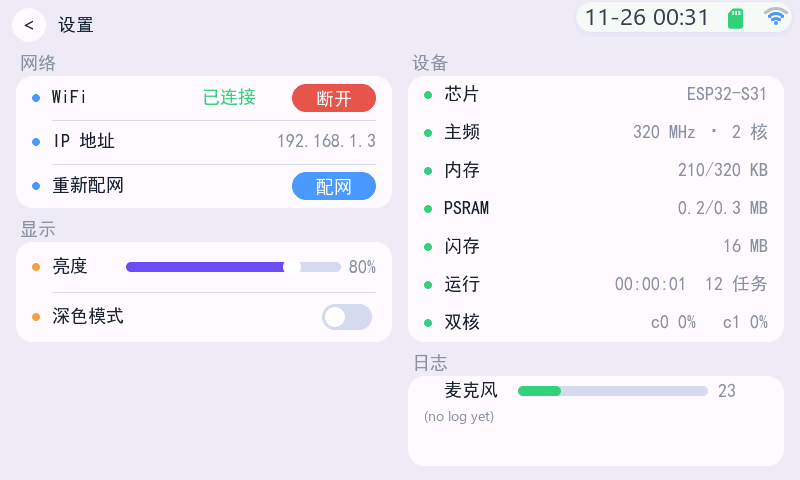 < 设置
11-26 00:31
网络
WiFi 已连接 断开
IP 地址 192.168.1.3
重新配网 配网
显示
亮度 80%
深色模式
设备
芯片 ESP32-S31
主频 320 MHz · 2 核
内存 210/320 KB
PSRAM 0.2/0.3 MB
闪存 16 MB
运行 00:00:01 12 任务
双核 c0 0% c1 0%
日志
麦克风 23
(no log yet)